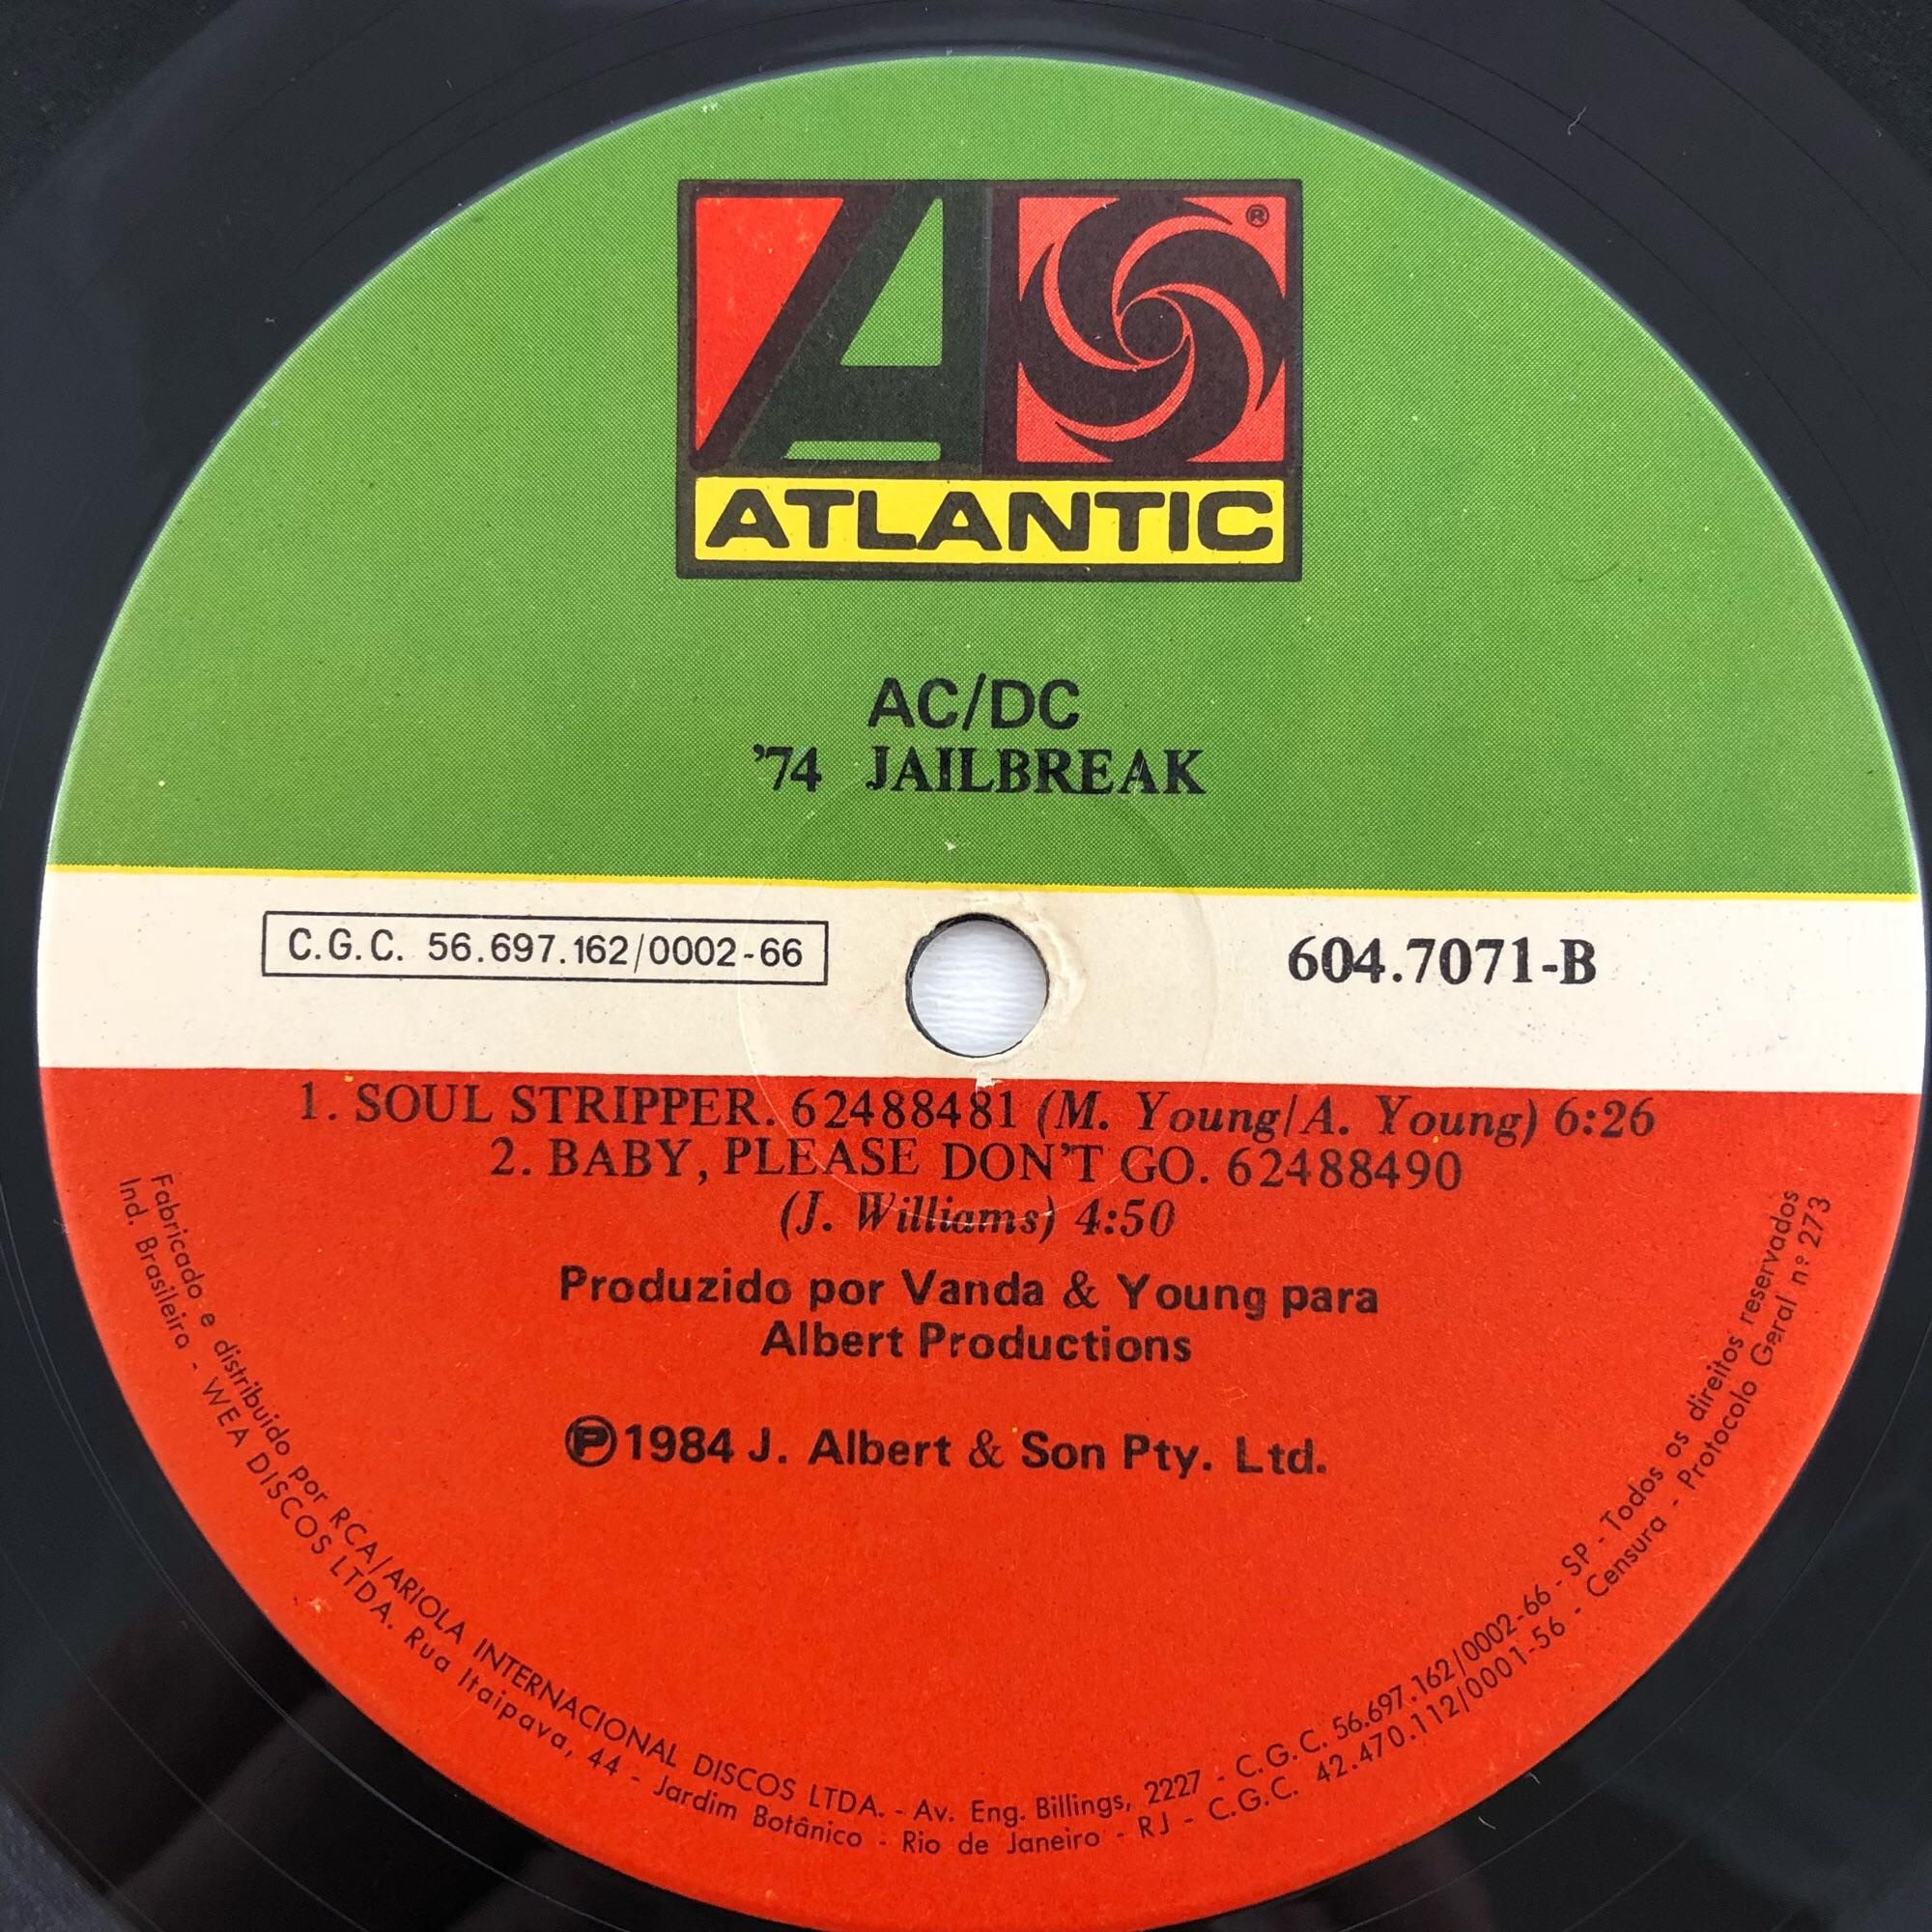 ®
ATLANTIC
AC/DC
'74 JAILBREAK
C.G.C. 56.697.162/0002-66
604.7071-B
1. SOUL STRIPPER. 62488481 (M. Young/A. Young) 6:26
2. BABY, PLEASE DON'T GO. 62488490
(J. Williams) 4:50
Produzido por Vanda & Young para
Albert Productions
Ⓟ1984 J. Albert & Son Pty. Ltd.
Fabricado e distribuido por RCA/ARIOLA INTERNACIONAL DISCOS LTDA. - Av. Eng. Billings, 2227 - C.G.C. 56.697.162/0002-66 - SP - Todos os direitos reservados
Ind. Brasileiro - WEA DISCOS LTDA. Rua Itaipava, 44 - Jardim Botânico - Rio de Janeiro - RJ - C.G.C. 42.470.112/0001-56 - Censura - Protocolo Geral nº 273